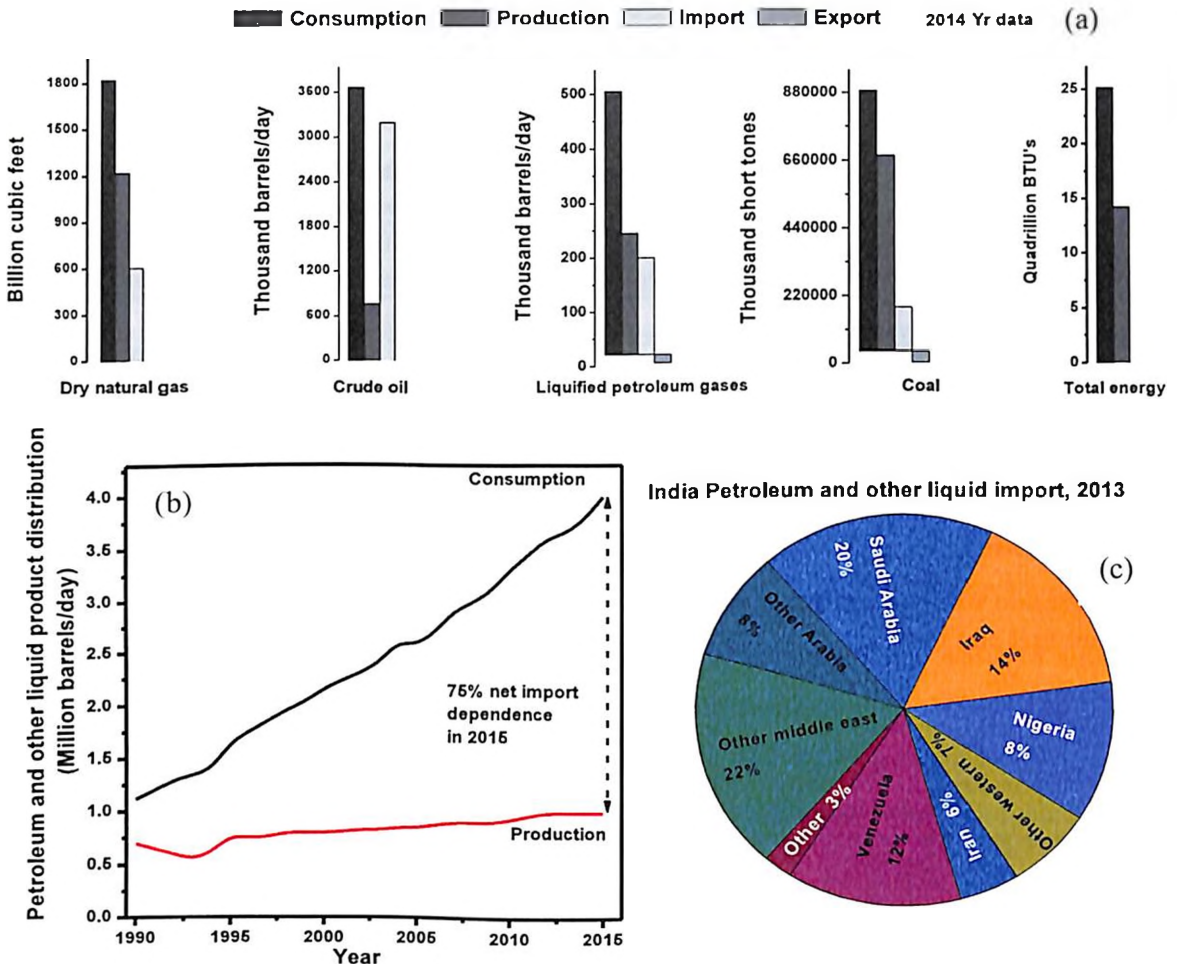 Consumption Production Import Export 2014 Yr data (a)
Billion cubic feet
1800
1500
1200
900
600
300
0
Dry natural gas
Thousand barrels/day
3600
3000
2400
1800
1200
600
0
Crude oil
Thousand barrels/day
500
400
300
200
100
0
Liquified petroleum gases
Thousand short tones
880000
660000
440000
220000
0
Coal
Quadrillion BTU's
25
20
15
10
5
0
Total energy
Petroleum and other liquid product distribution
(Million barrels/day)
4.0
3.5
3.0
2.5
2.0
1.5
1.0
0.5
0.0
(b)
Consumption
75% net import
dependence
in 2015
Production
1990 1995 2000 2005 2010 2015
Year
India Petroleum and other liquid import, 2013
(c)
Saudi Arabia
20%
Iraq
14%
Nigeria
8%
Other western
7%
Iran 6%
Venezuela
12%
Other 3%
Other middle east
22%
Other Arabia
8%